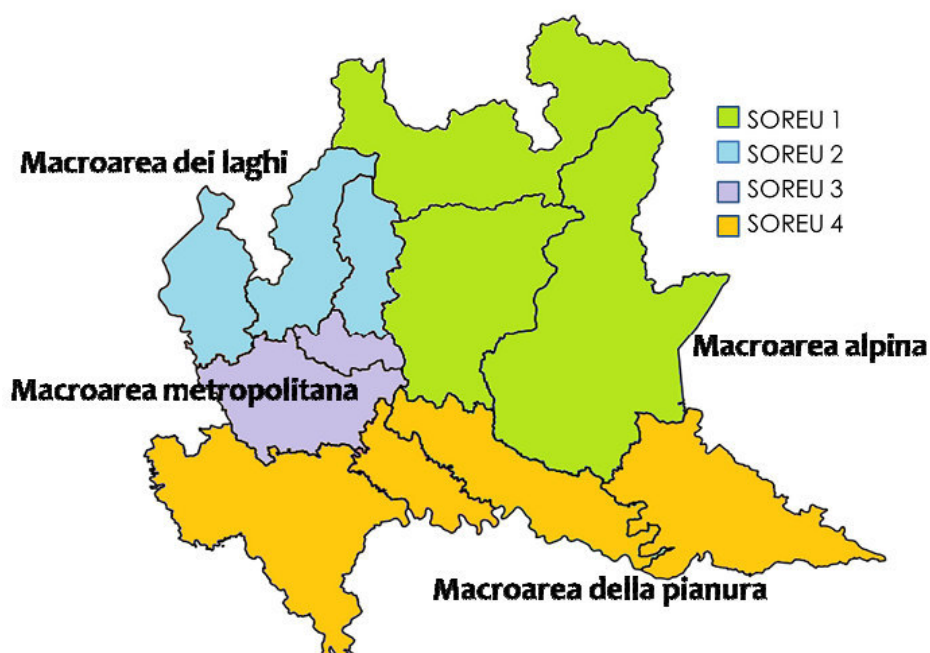 SOREU 1
SOREU 2
SOREU 3
SOREU 4
Macroarea dei laghi
Macroarea alpina
Macroarea metropolitana
Macroarea della pianura